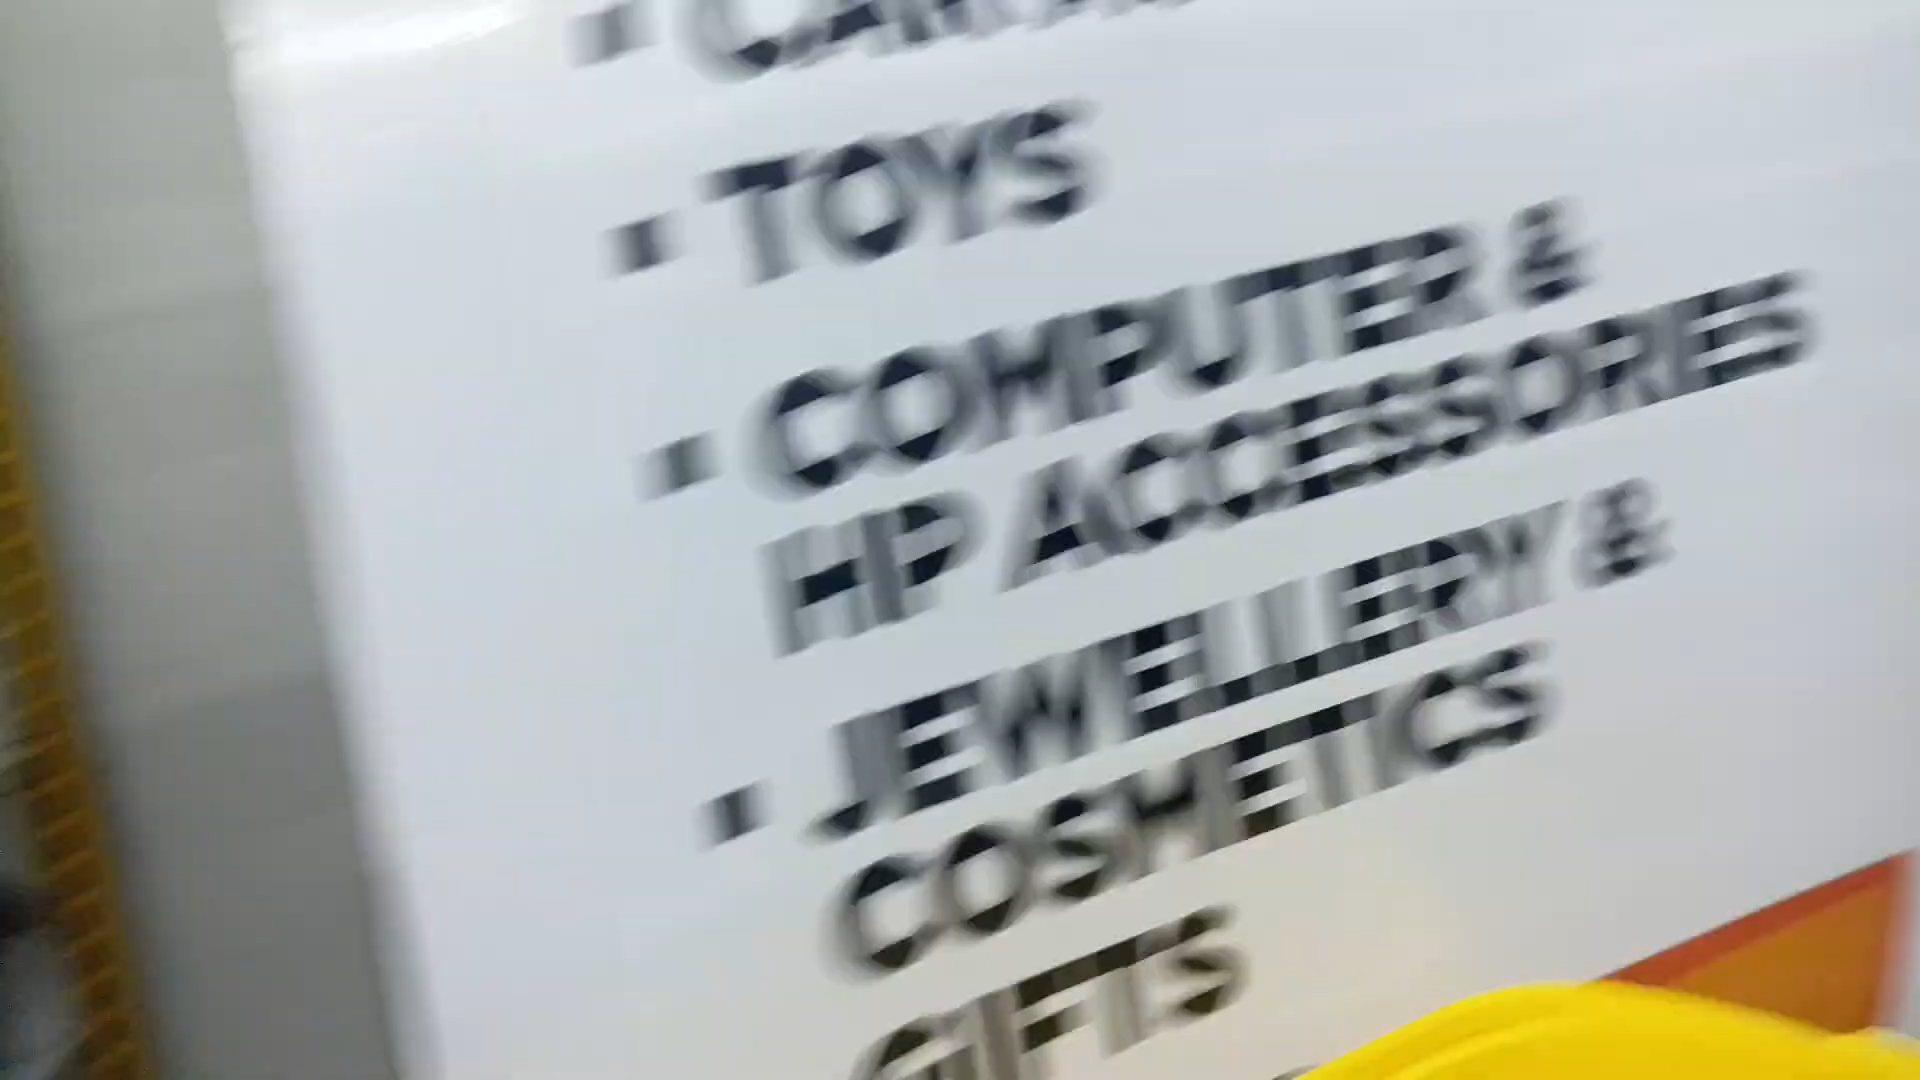 TOYS
COMPUTER &
HP ACCESSORIES
JEWELLERY &
COSMETICS
GIFTS